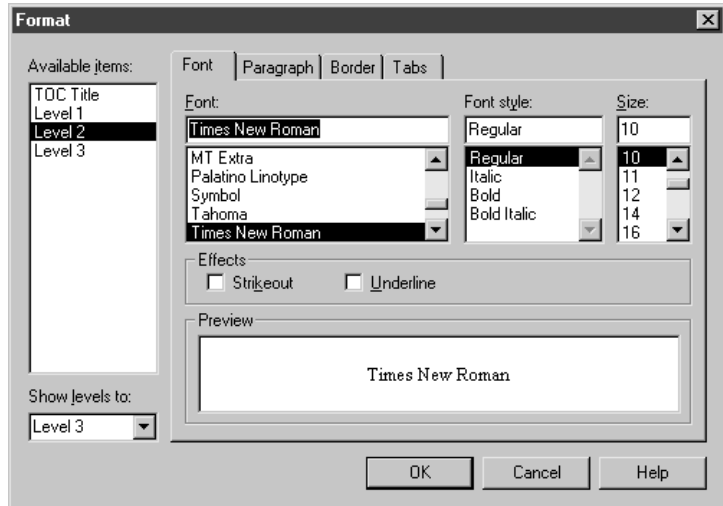 Format
Available items:
TOC Title
Level 1
Level 2
Level 3
Show levels to:
Level 3
Font Paragraph Border Tabs
Font:
Times New Roman
MT Extra
Palatino Linotype
Symbol
Tahoma
Times New Roman
Font style:
Regular
Regular
Italic
Bold
Bold Italic
Size:
10
10
11
12
14
16
Effects
Strikeout Underline
Preview
Times New Roman
OK Cancel Help